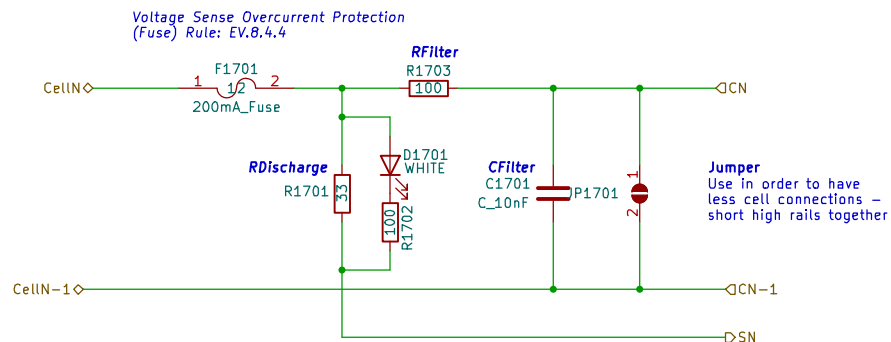 Voltage Sense Overcurrent Protection
(Fuse) Rule: EV.8.4.4
RFilter
F1701
R1703
CellN
1
12
2
100
CN
200mA_Fuse
RDischarge
D1701
WHITE
CFilter
Jumper
R1701
33
C1701
C_10nF
JP1701
1
2
Use in order to have
less cell connections –
short high rails together
100
R1702
CellN-1
CN-1
SN